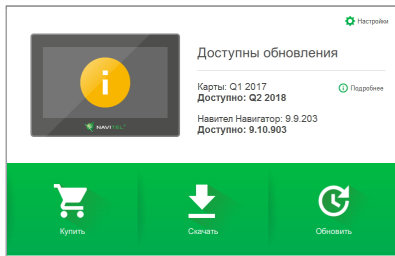 Настройки
Доступны обновления
Карты: Q1 2017
Подробнее
Доступно: Q2 2018
Навител Навигатор: 9.9.203
Доступно: 9.10.903
NAVITEL
Купить
Скачать
Обновить